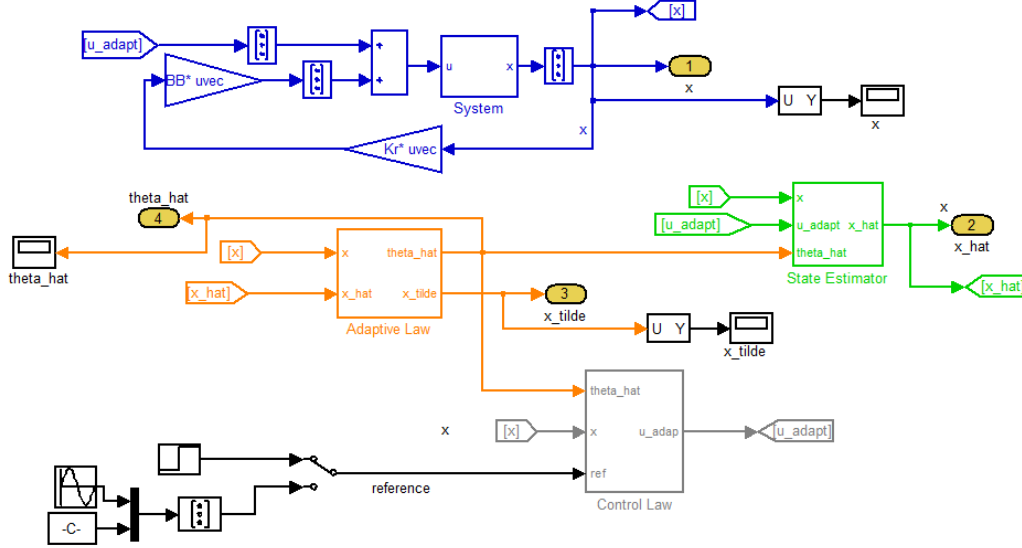 [x]
[u_adapt]
+
+
BB* uvec
u x
System
1
x
U Y
x
x
Kr* uvec
theta_hat
4
theta_hat
[x]
x theta_hat
[x_hat]
x_hat x_tilde
Adaptive Law
3
x_tilde
U Y
x_tilde
[x]
x
[u_adapt]
u_adapt x_hat
theta_hat
State Estimator
x
2
x_hat
[x_hat]
theta_hat
x
[x]
x u_adap
[u_adapt]
ref
Control Law
reference
-C-